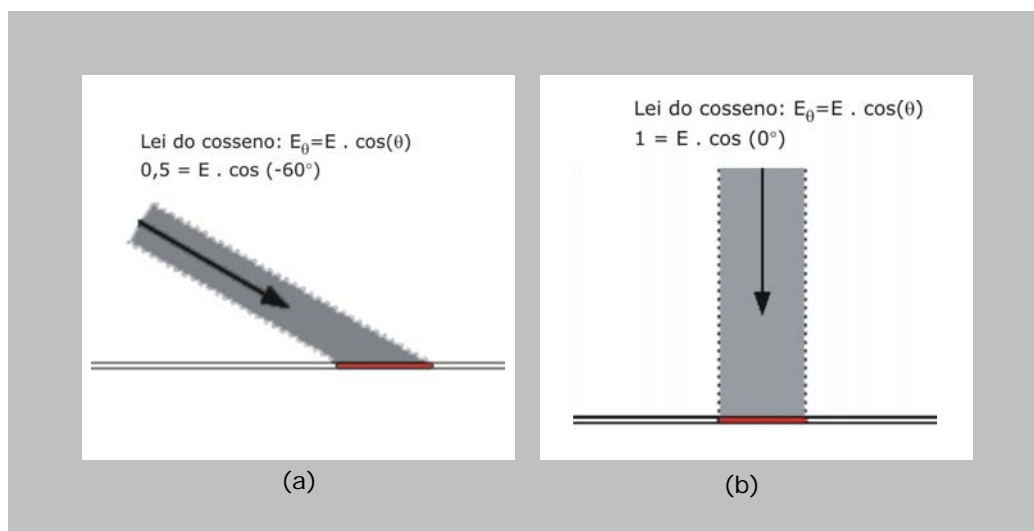 Lei do cosseno: Eθ=E . cos(θ)
0,5 = E . cos (-60°)
Lei do cosseno: Eθ=E . cos(θ)
1 = E . cos (0°)
(a)
(b)